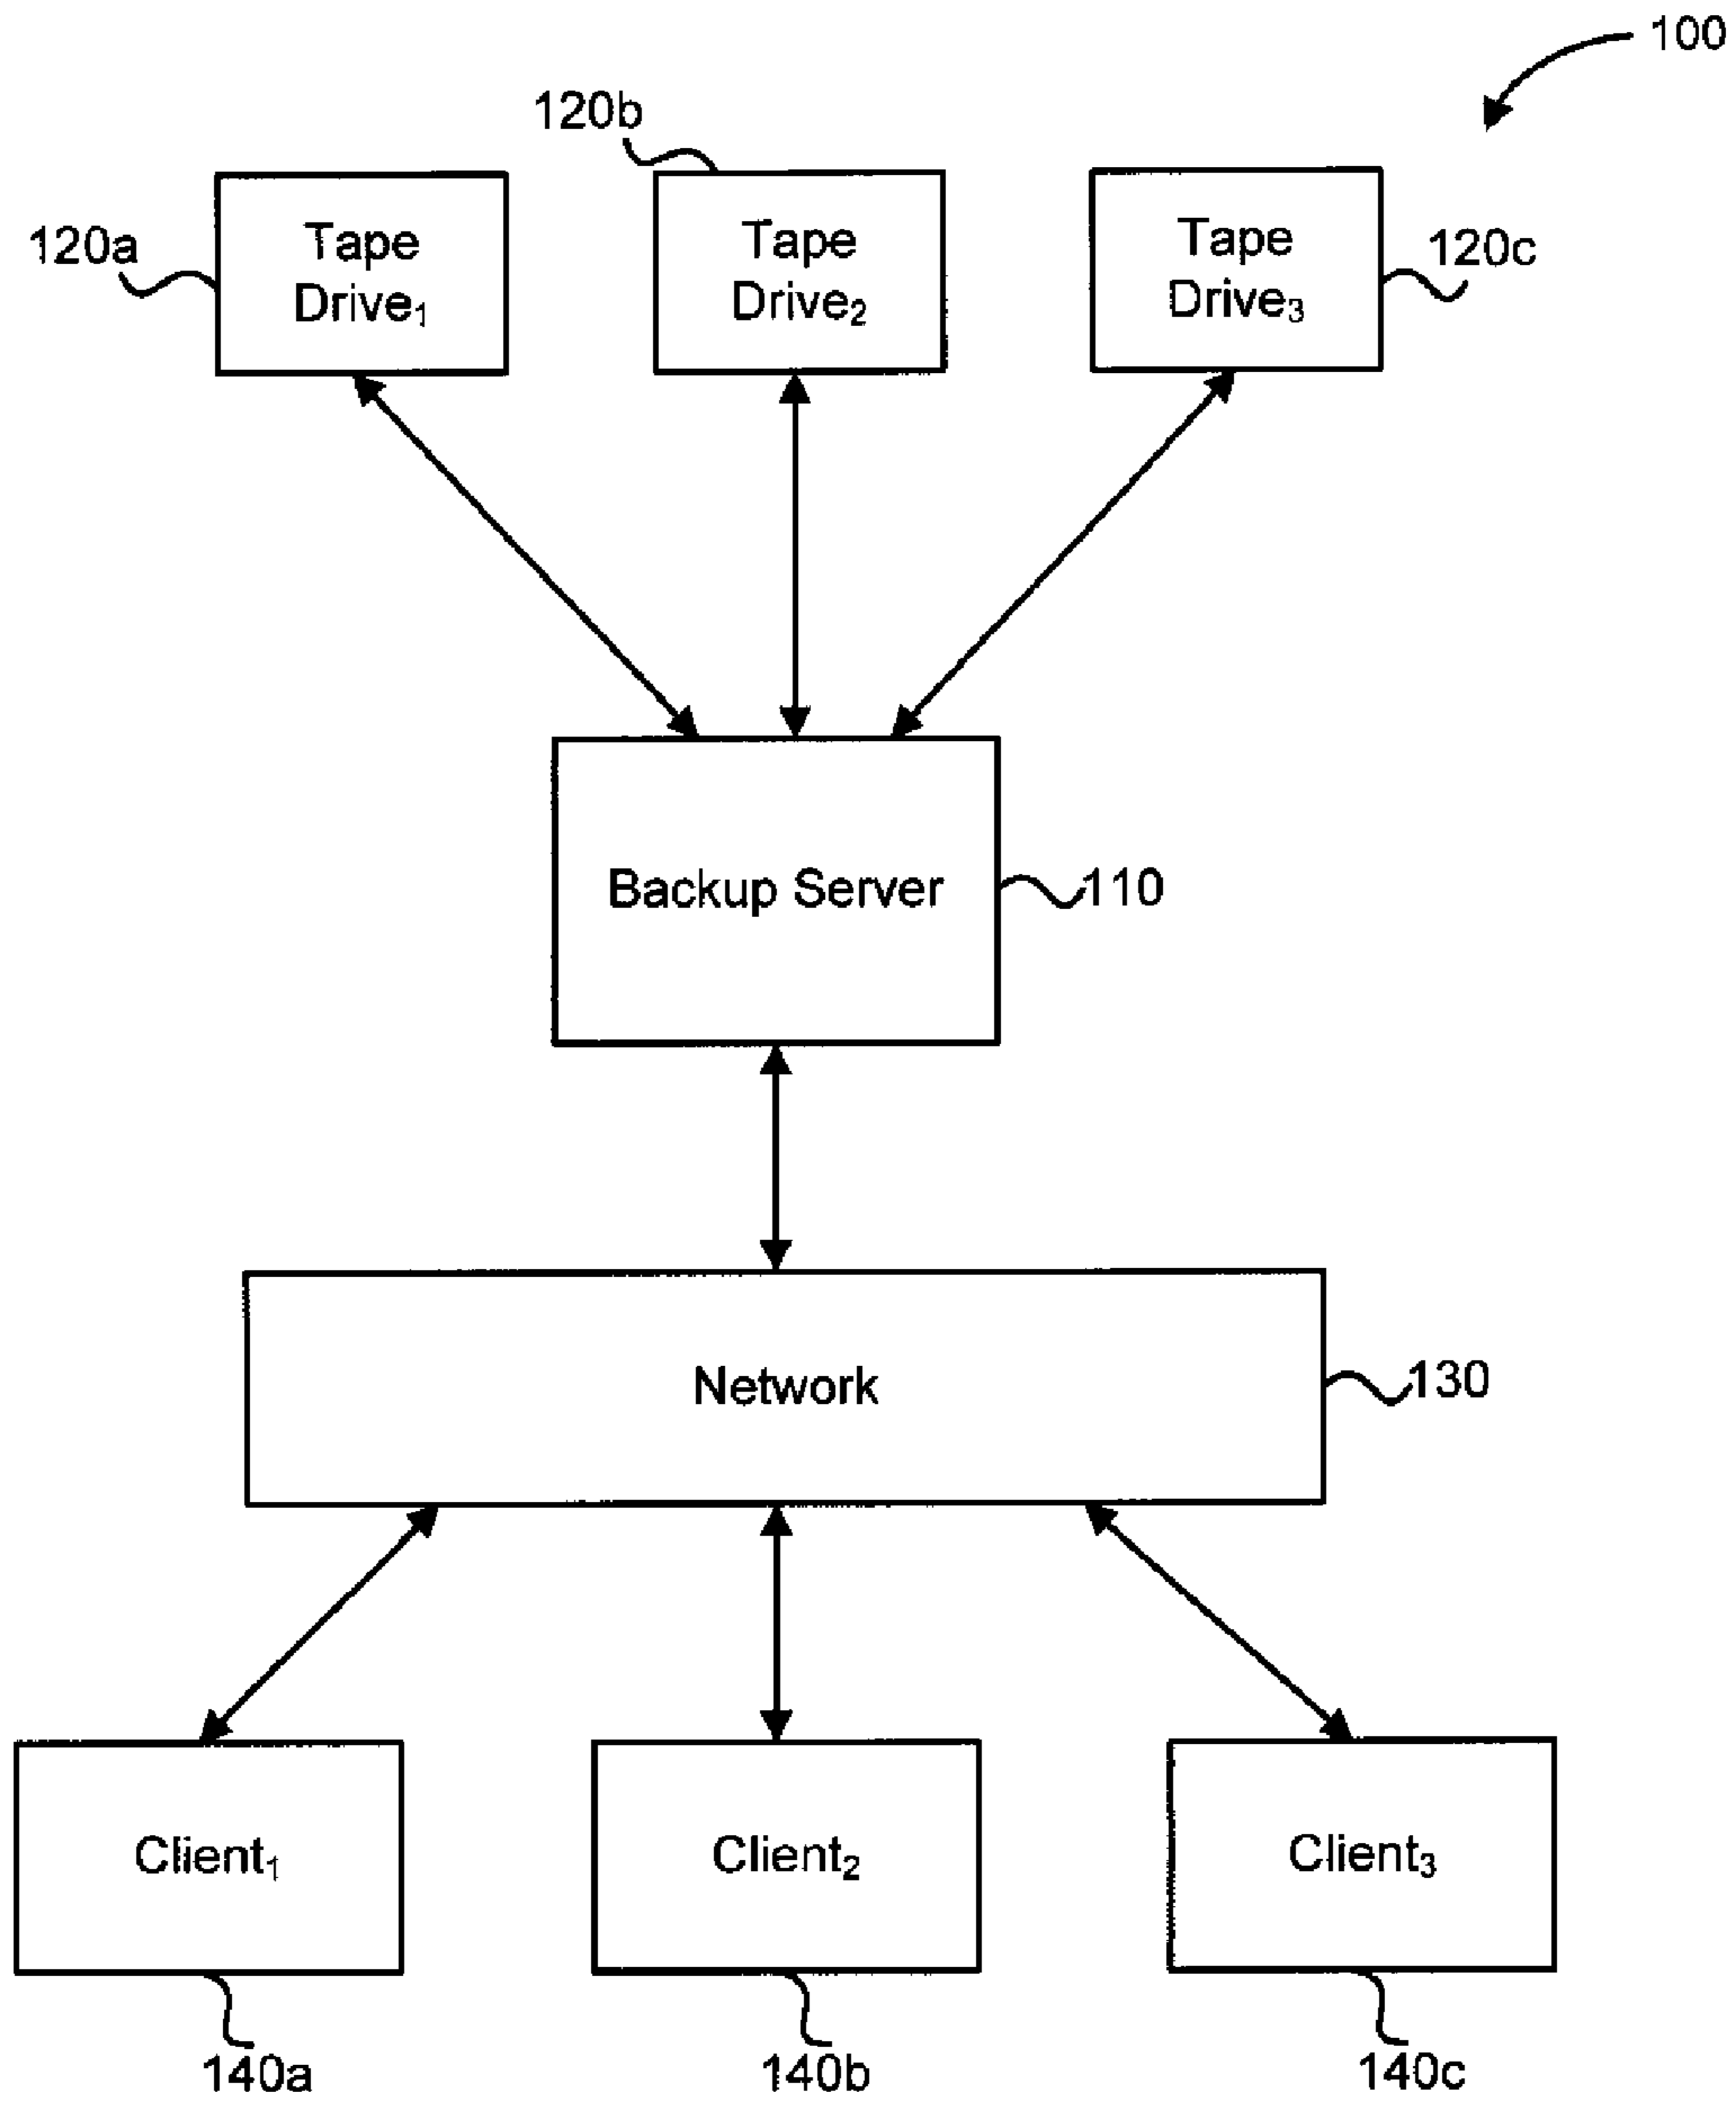 100
120b
120a
Tape
Drive₁
Tape
Drive₂
Tape
Drive₃
120c
Backup Server
110
Network
130
Client₁
Client₂
Client₃
140a
140b
140c